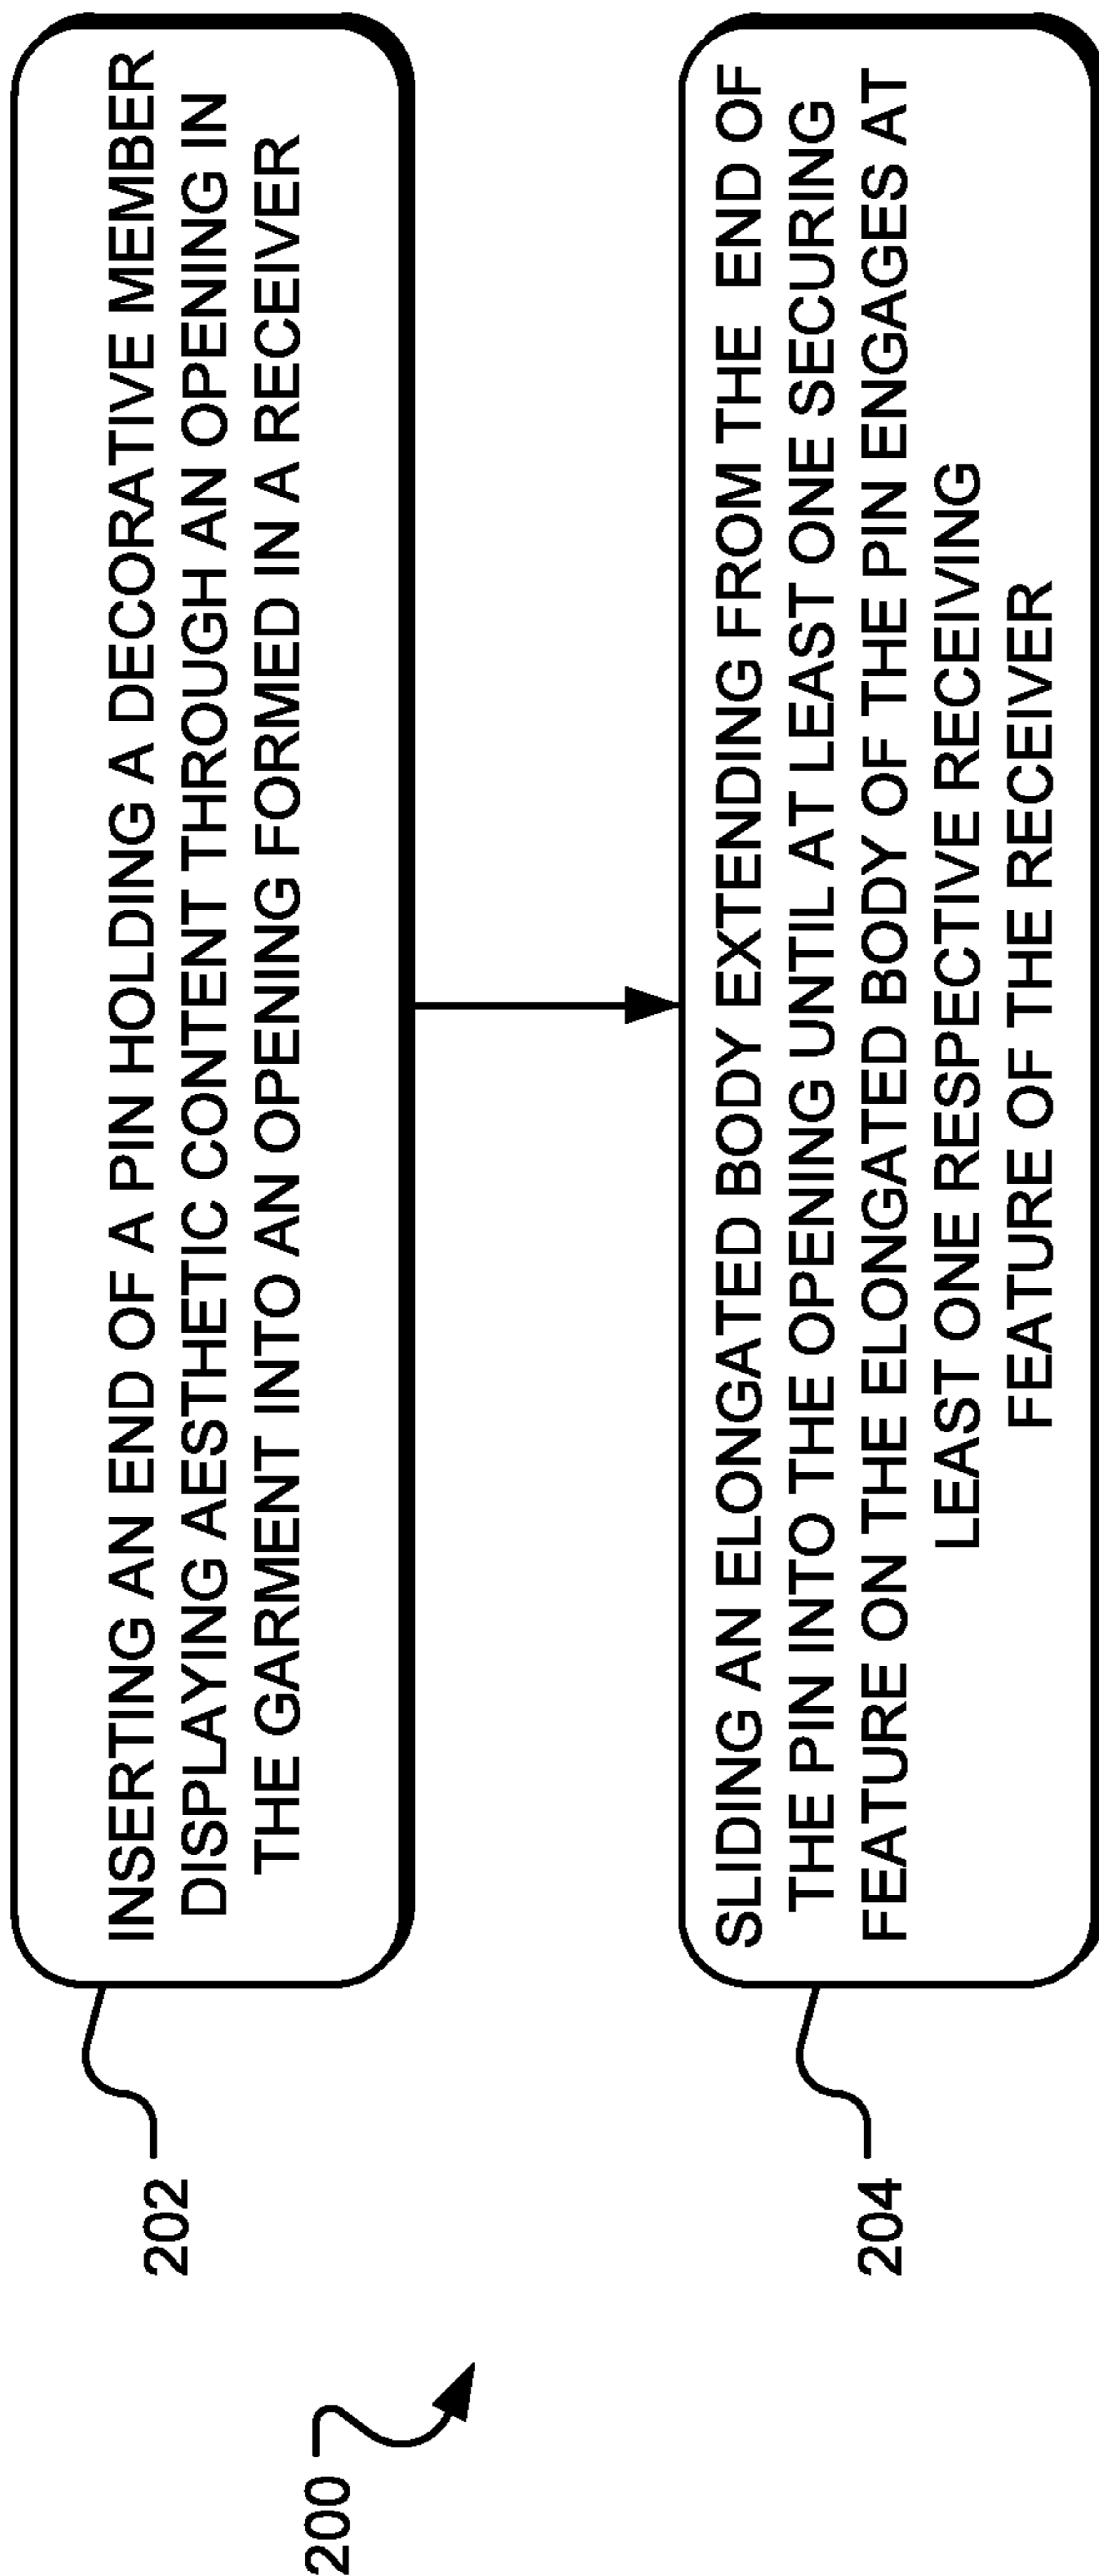 200
202
INSERTING AN END OF A PIN HOLDING A DECORATIVE MEMBER
DISPLAYING AESTHETIC CONTENT THROUGH AN OPENING IN
THE GARMENT INTO AN OPENING FORMED IN A RECEIVER
204
SLIDING AN ELONGATED BODY EXTENDING FROM THE END OF
THE PIN INTO THE OPENING UNTIL AT LEAST ONE SECURING
FEATURE ON THE ELONGATED BODY OF THE PIN ENGAGES AT
LEAST ONE RESPECTIVE RECEIVING
FEATURE OF THE RECEIVER